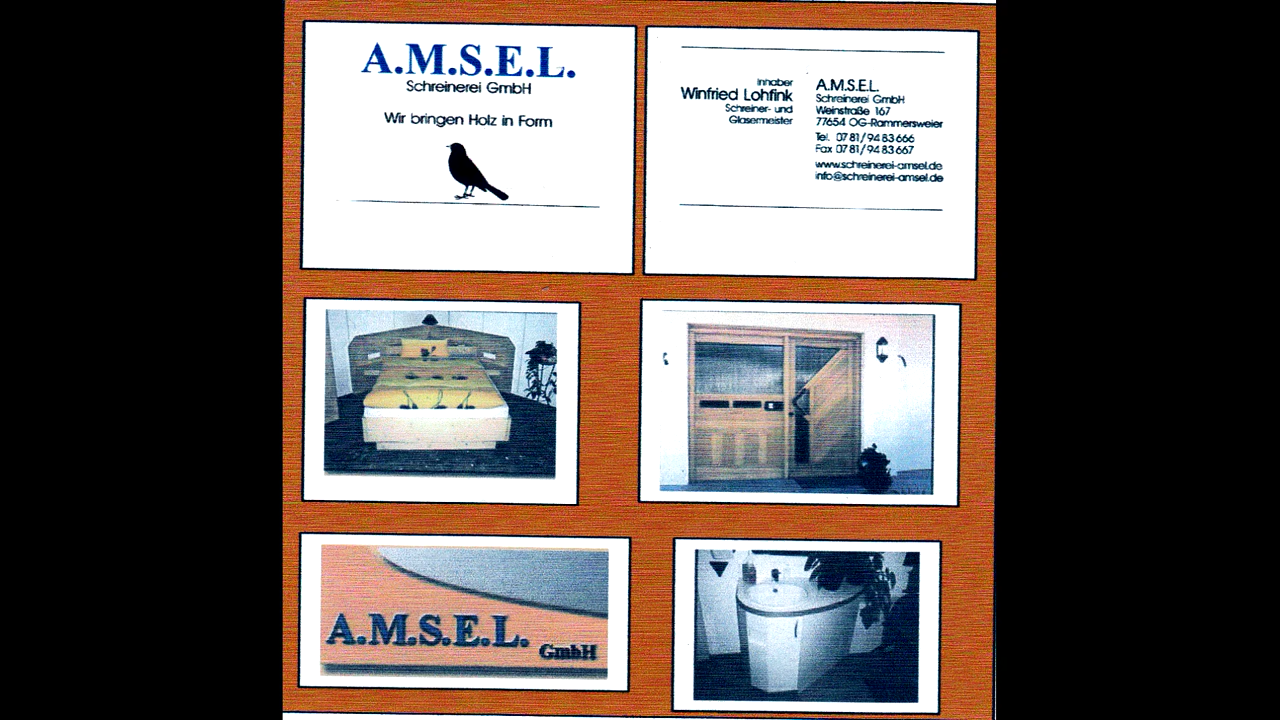 A.M.S.E.L.
Schreinerei GmbH
Wir bringen Holz in Form
Inhaber
Winfried Lohfink
Schreiner- und
Glasermeister
A.M.S.E.L.
Schreinerei GmbH
Weinstraße 167
77654 OG-Rammersweier
Tel. 07 81 / 94 83 666
Fax 07 81 / 94 83 667
www.schreinerei-amsel.de
info@schreinerei-amsel.de
A.M.S.E.L.
GmbH